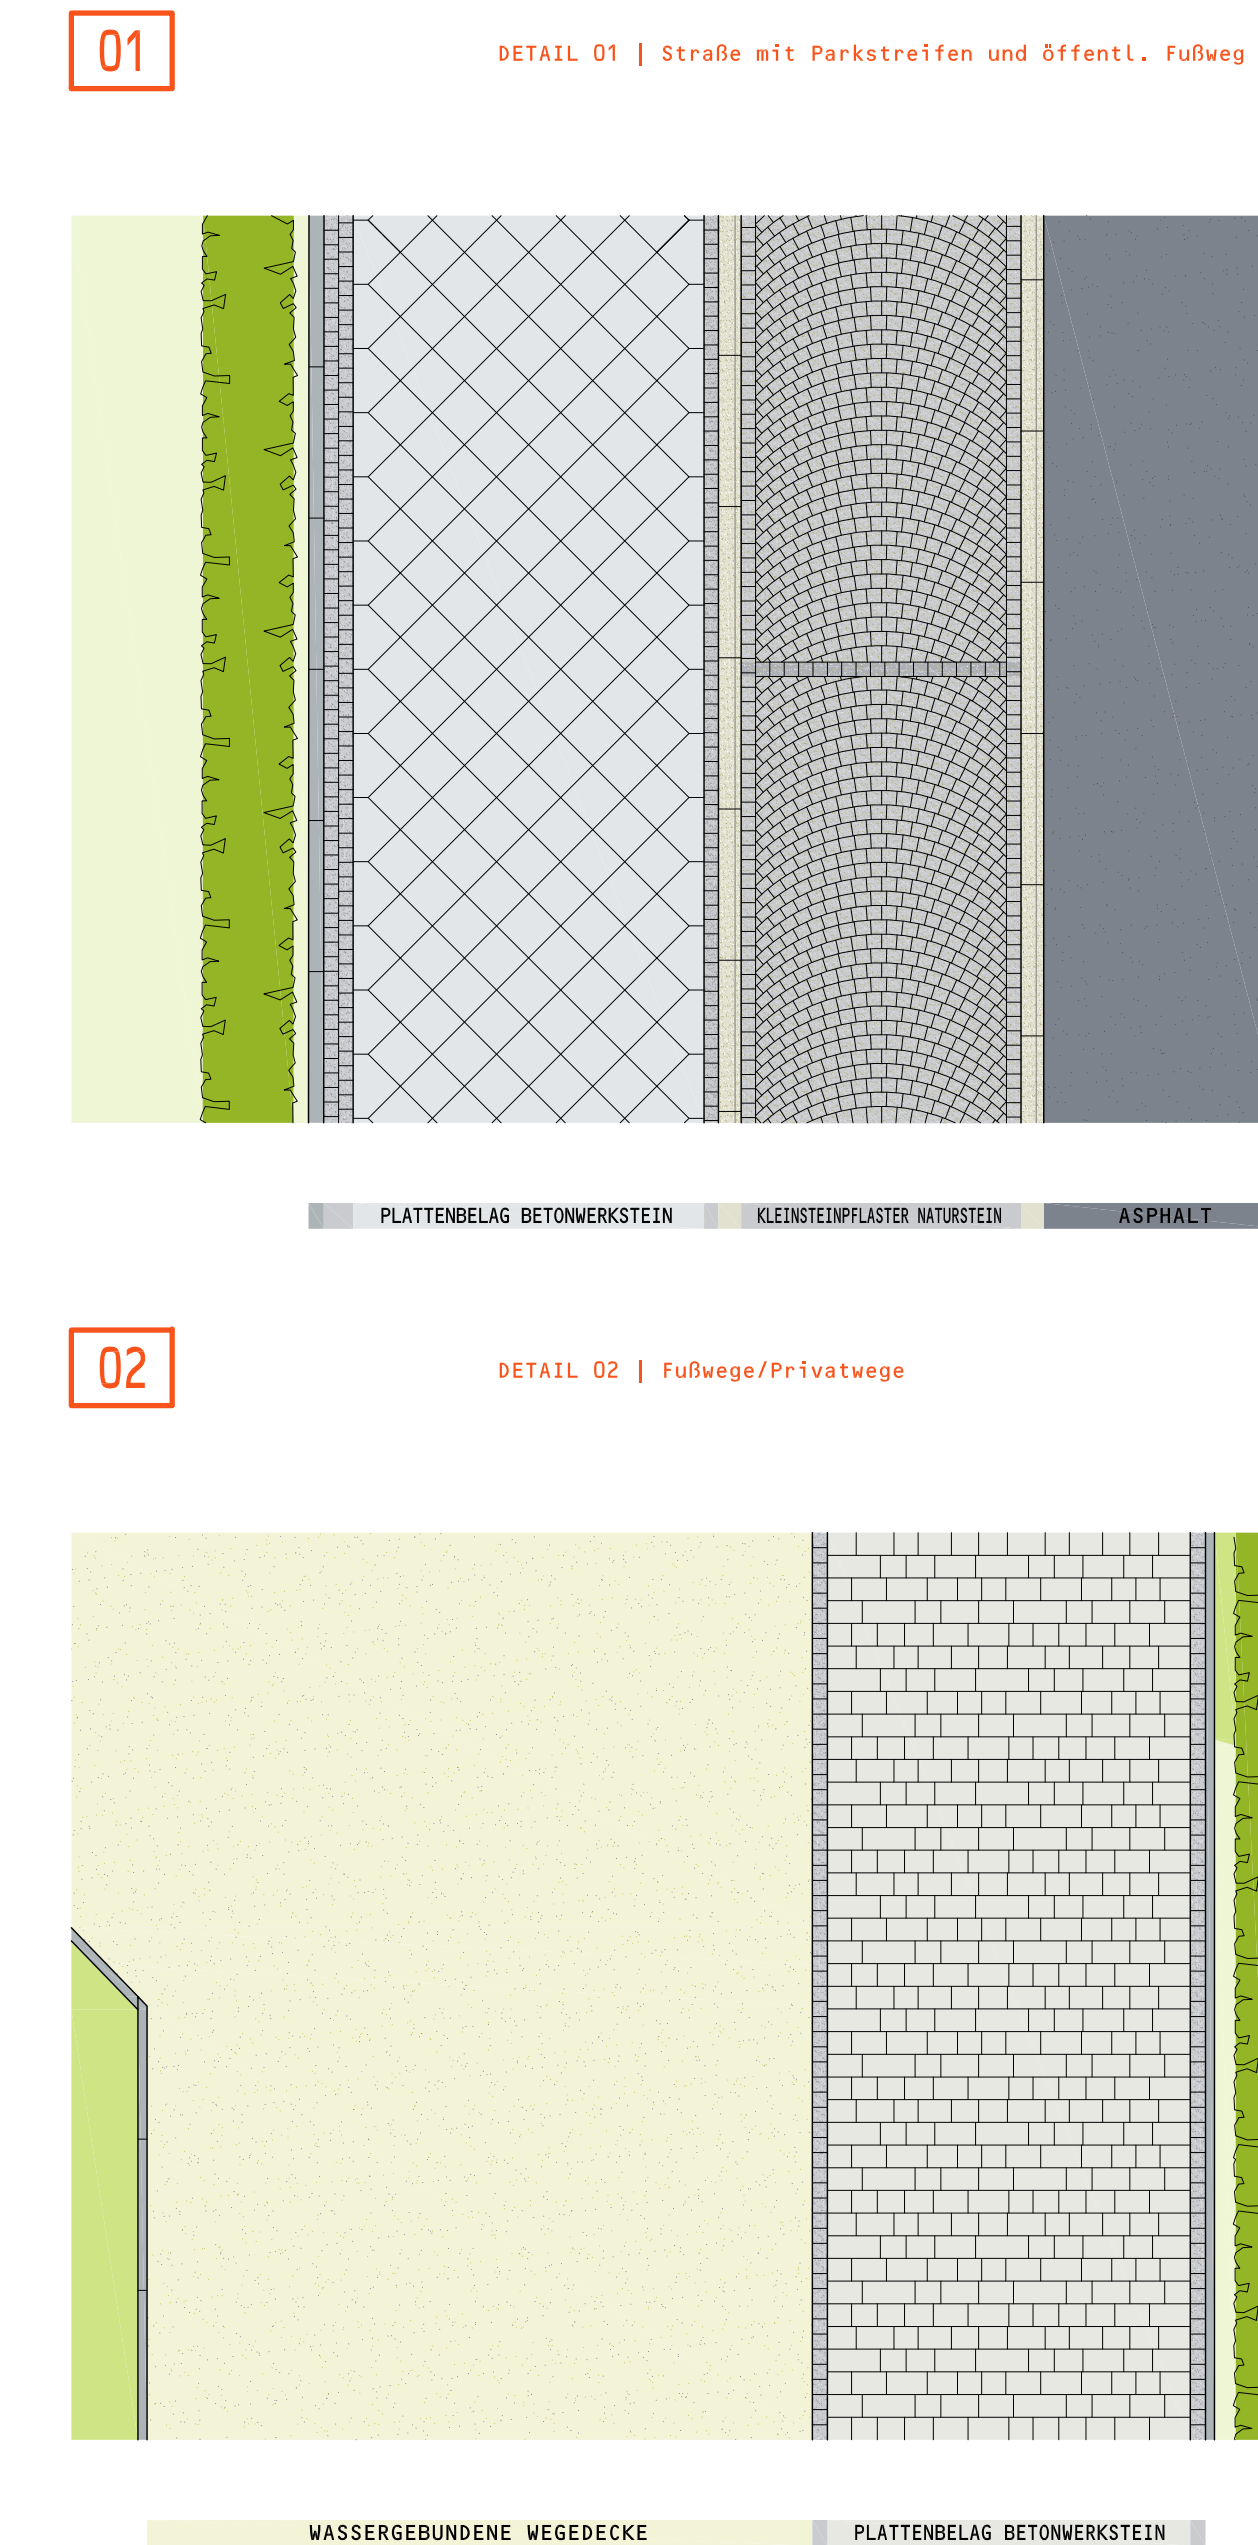 01
DETAIL 01 | Straße mit Parkstreifen und öffentl. Fußweg
PLATTENBELAG BETONWERKSTEIN KLEINSTEINPFLASTER NATURSTEIN ASPHALT
02
DETAIL 02 | Fußwege/Privatwege
WASSERGEBUNDENE WEGEDECKE PLATTENBELAG BETONWERKSTEIN